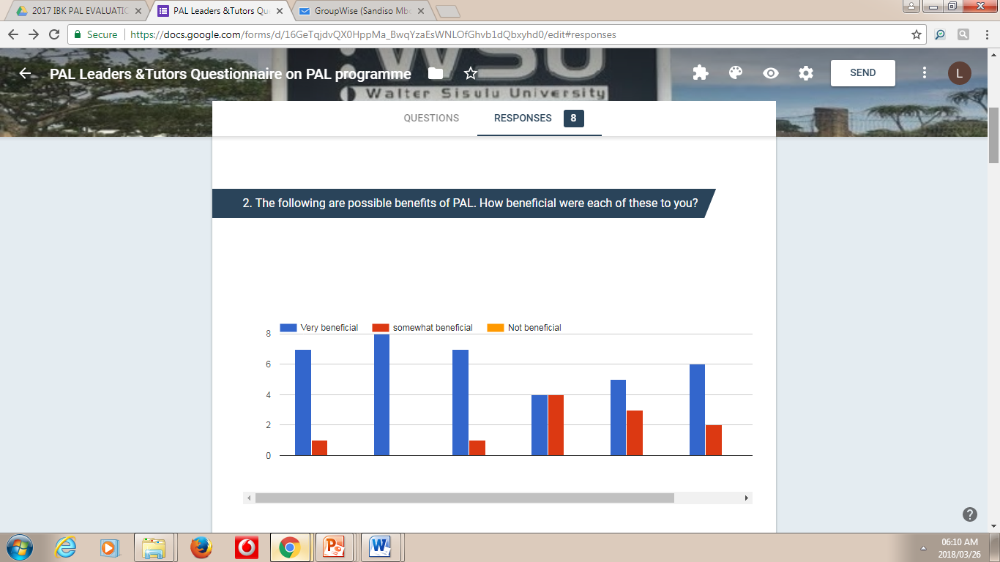 2017 IBK PAL EVALUATIC
PAL Leaders &Tutors Qu
GroupWise (Sandiso Mb
Secure
https://docs.google.com/forms/d/16GeTqjdvQX0HppMa_BwqYzaEsWNLOfGhvb1dQbxyhd0/edit#responses
PAL Leaders &Tutors Questionnaire on PAL programme
SEND
L
WSU
Walter Sisulu University
QUESTIONS
RESPONSES 8
2. The following are possible benefits of PAL. How beneficial were each of these to you?
Very beneficial somewhat beneficial Not beneficial
8
6
4
2
0
06:10 AM
2018/03/26